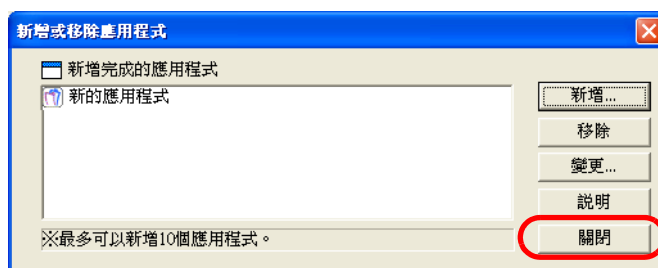 新增或移除應用程式
新增完成的應用程式
新的應用程式
新增...
移除
變更...
説明
關閉
※最多可以新增10個應用程式。